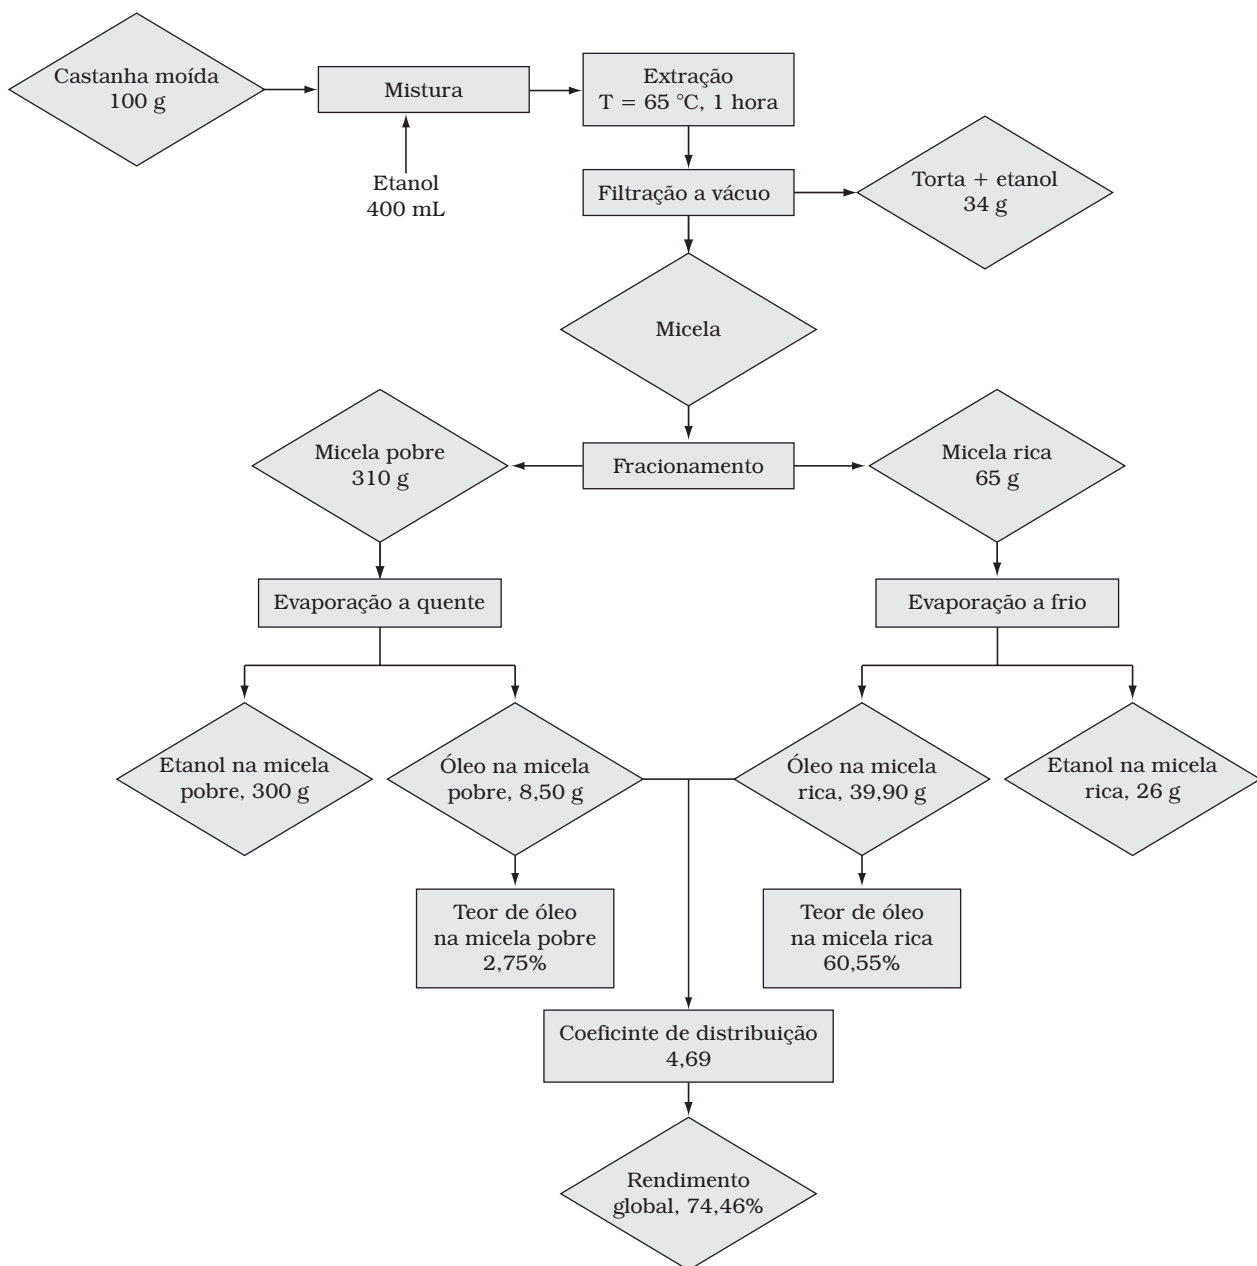 Castanha moída
100 g
Mistura
Extração
T = 65 °C, 1 hora
Etanol
400 mL
Filtração a vácuo
Torta + etanol
34 g
Micela
Micela pobre
310 g
Fracionamento
Micela rica
65 g
Evaporação a quente
Evaporação a frio
Etanol na micela
pobre, 300 g
Óleo na micela
pobre, 8,50 g
Óleo na micela
rica, 39,90 g
Etanol na micela
rica, 26 g
Teor de óleo
na micela pobre
2,75%
Teor de óleo
na micela rica
60,55%
Coeficinte de distribuição
4,69
Rendimento
global, 74,46%